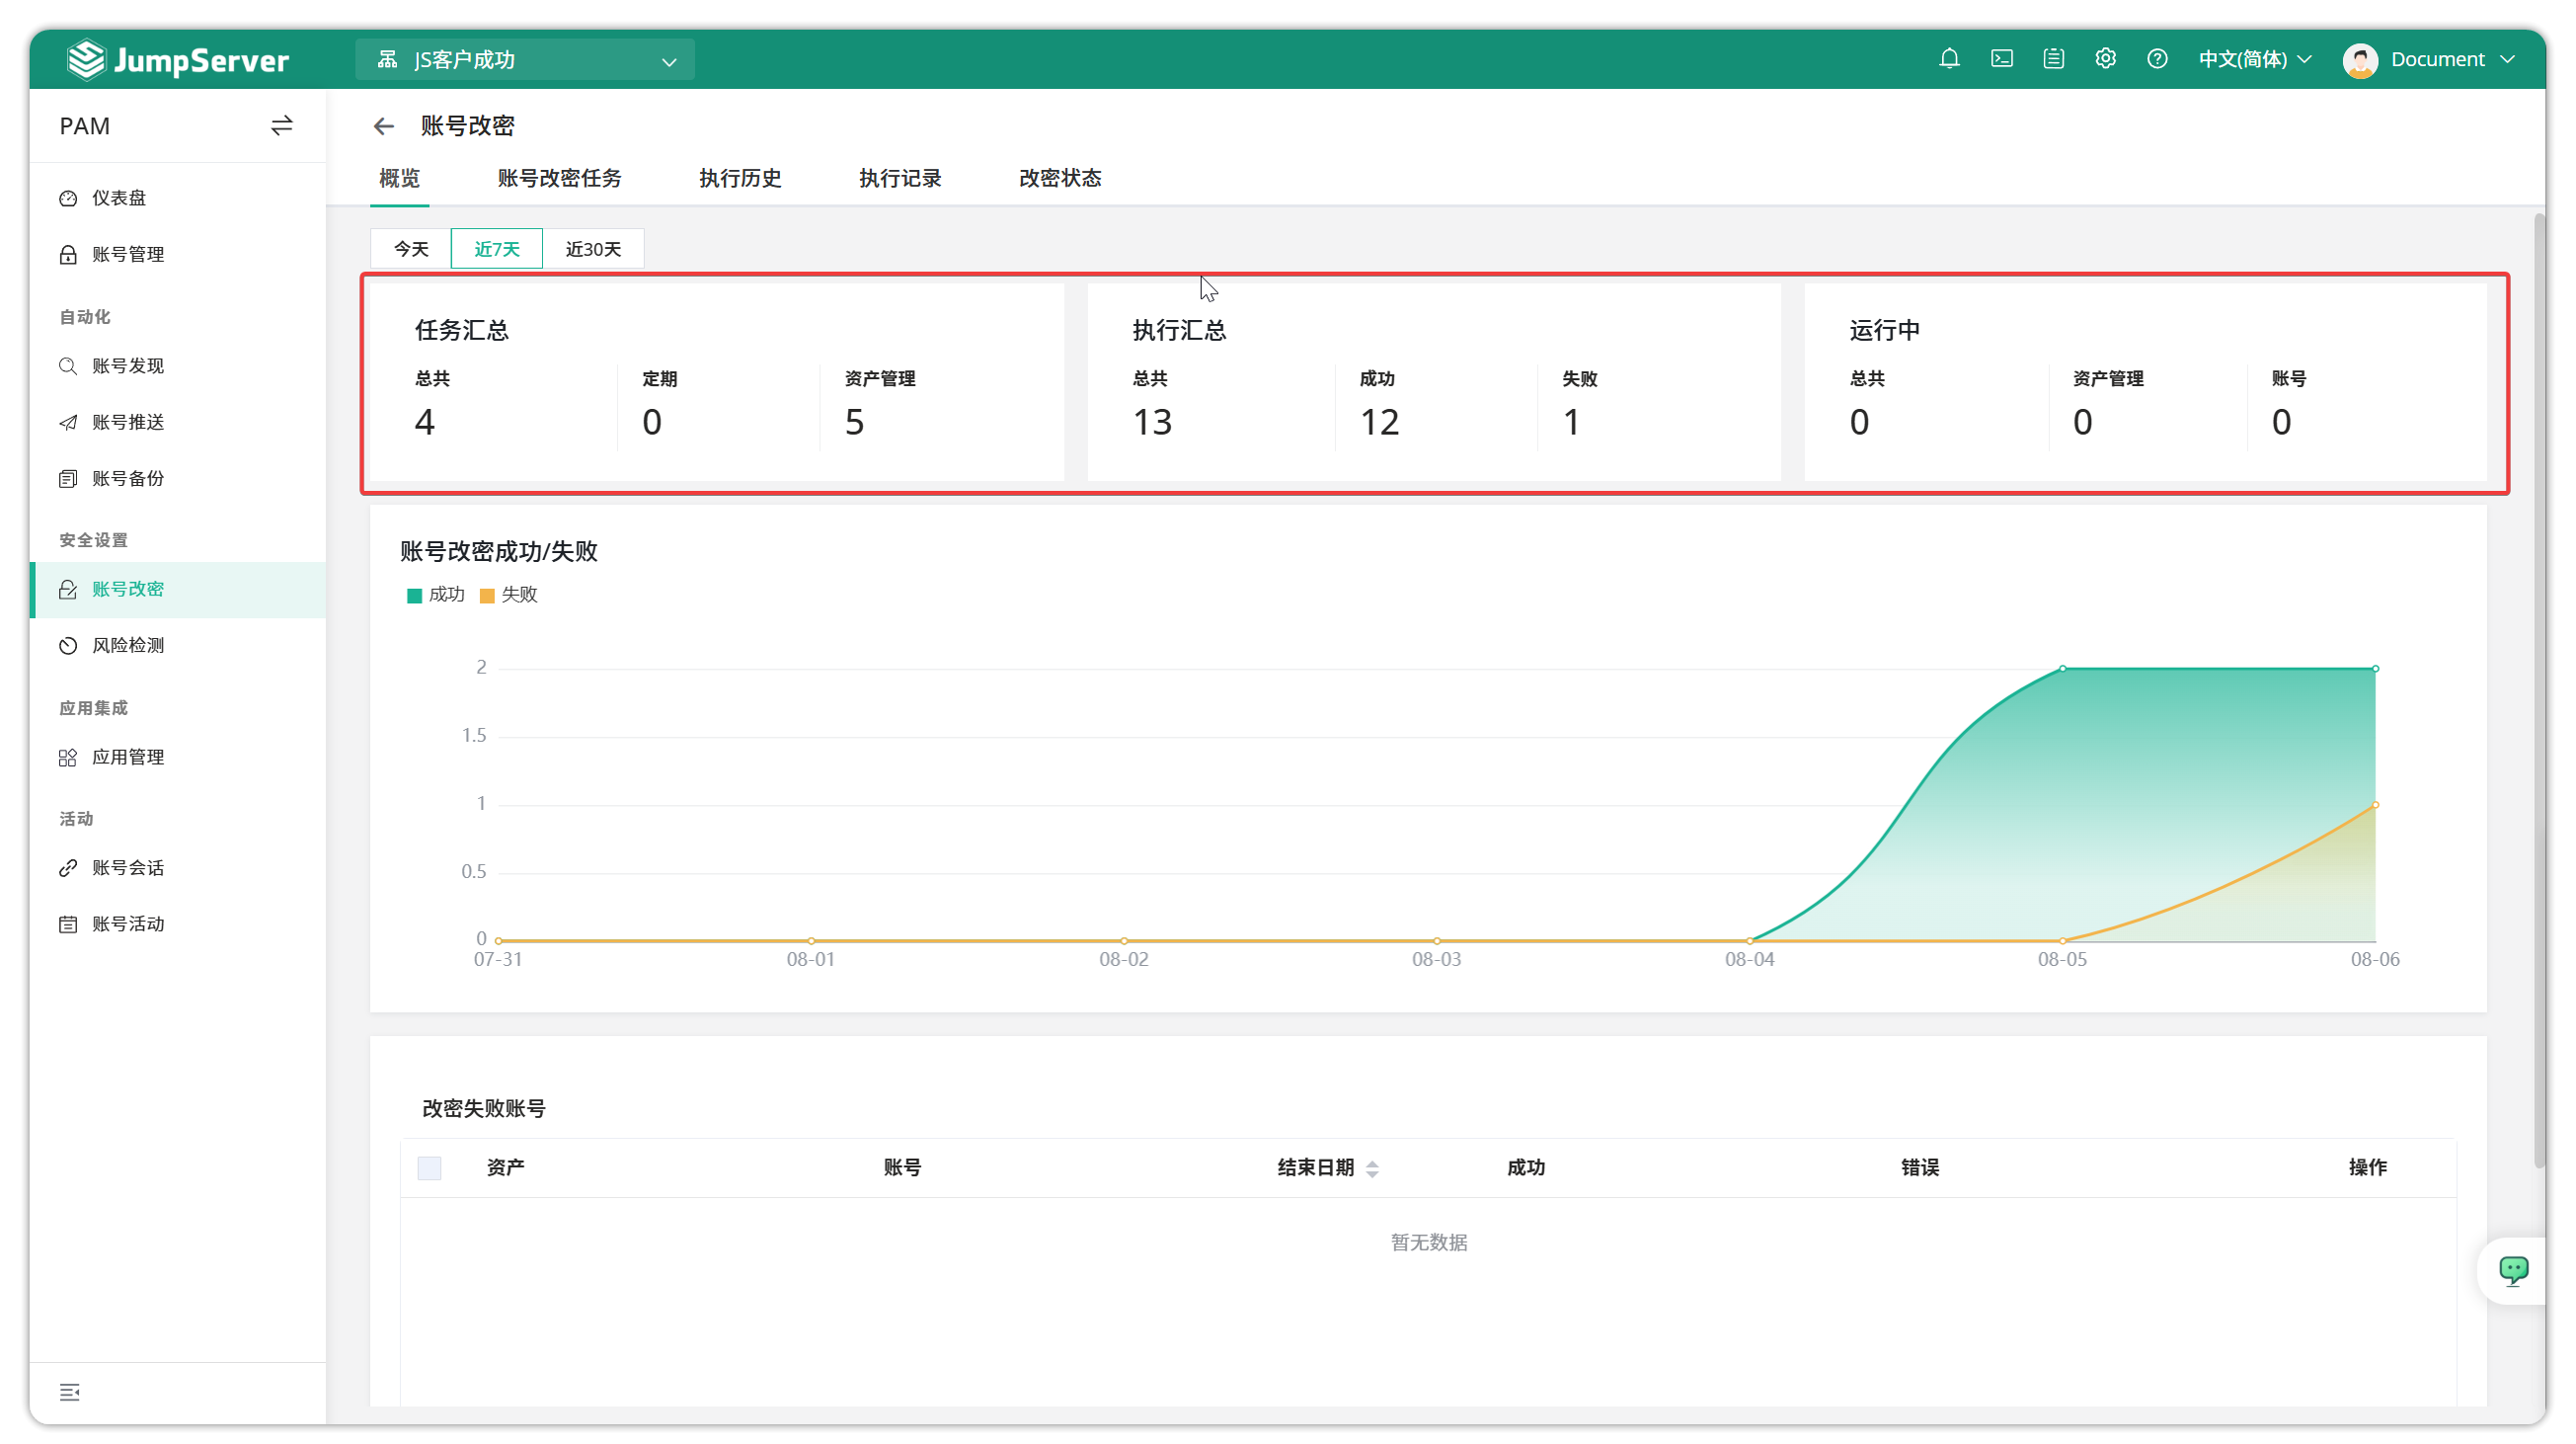 JumpServer JS客户成功 中文(简体) Document
PAM
仪表盘
账号管理
自动化
账号发现
账号推送
账号备份
安全设置
账号改密
风险检测
应用集成
应用管理
活动
账号会话
账号活动
账号改密
概览 账号改密任务 执行历史 执行记录 改密状态
今天 近7天 近30天
任务汇总
总共 定期 资产管理
4 0 5
执行汇总
总共 成功 失败
13 12 1
运行中
总共 资产管理 账号
0 0 0
账号改密成功/失败
成功 失败
2
1.5
1
0.5
0
07-31 08-01 08-02 08-03 08-04 08-05 08-06
改密失败账号
资产 账号 结束日期 成功 错误 操作
暂无数据